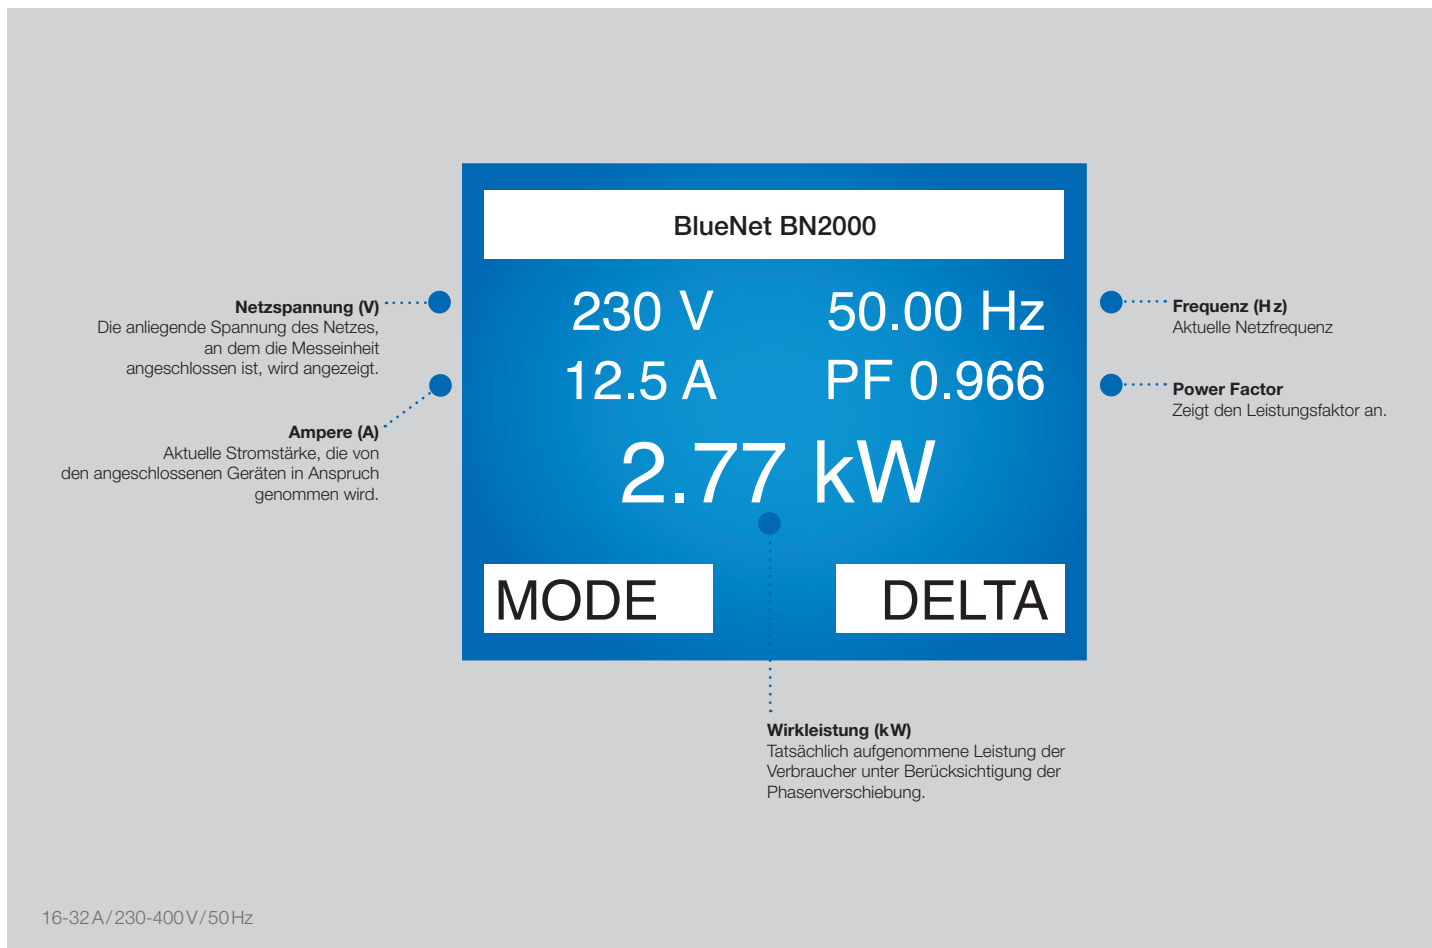 BlueNet BN2000
230 V 50.00 Hz
12.5 A PF 0.966
2.77 kW
MODE DELTA
Netzspannung (V)
Die anliegende Spannung des Netzes,
an dem die Messeinheit
angeschlossen ist, wird angezeigt.
Ampere (A)
Aktuelle Stromstärke, die von
den angeschlossenen Geräten in Anspruch
genommen wird.
Frequenz (Hz)
Aktuelle Netzfrequenz
Power Factor
Zeigt den Leistungsfaktor an.
Wirkleistung (kW)
Tatsächlich aufgenommene Leistung der
Verbraucher unter Berücksichtigung der
Phasenverschiebung.
16-32 A / 230-400 V / 50 Hz